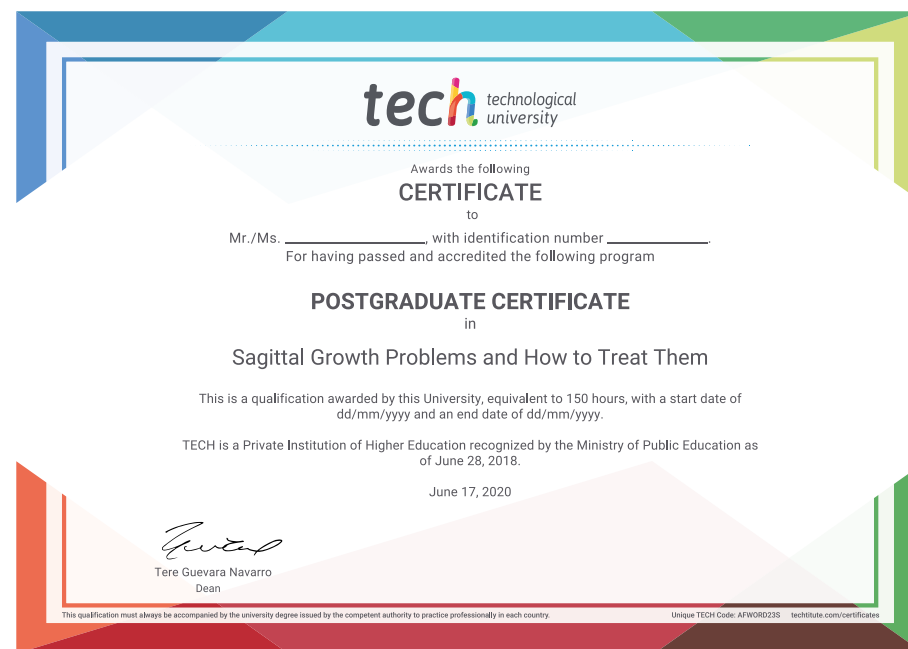 tech technological
university
Awards the following
CERTIFICATE
to
Mr./Ms. ____________________, with identification number ______________.
For having passed and accredited the following program
POSTGRADUATE CERTIFICATE
in
Sagittal Growth Problems and How to Treat Them
This is a qualification awarded by this University, equivalent to 150 hours, with a start date of
dd/mm/yyyy and an end date of dd/mm/yyyy.
TECH is a Private Institution of Higher Education recognized by the Ministry of Public Education as
of June 28, 2018.
June 17, 2020
Tere Guevara Navarro
Dean
This qualification must always be accompanied by the university degree issued by the competent authority to practice professionally in each country.
Unique TECH Code: AFWORD23S techtitute.com/certificates